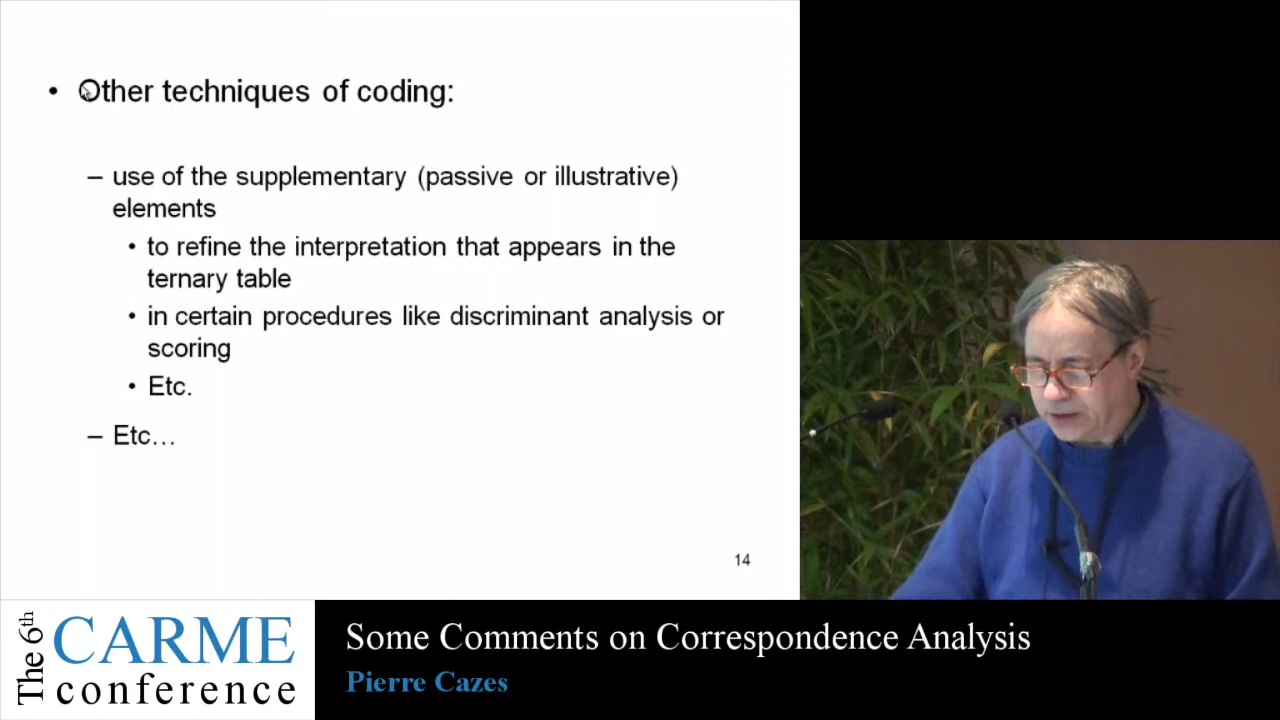 • Other techniques of coding:
– use of the supplementary (passive or illustrative)
elements
• to refine the interpretation that appears in the
ternary table
• in certain procedures like discriminant analysis or
scoring
• Etc.
– Etc...
14
The 6th CARME
conference
Some Comments on Correspondence Analysis
Pierre Cazes